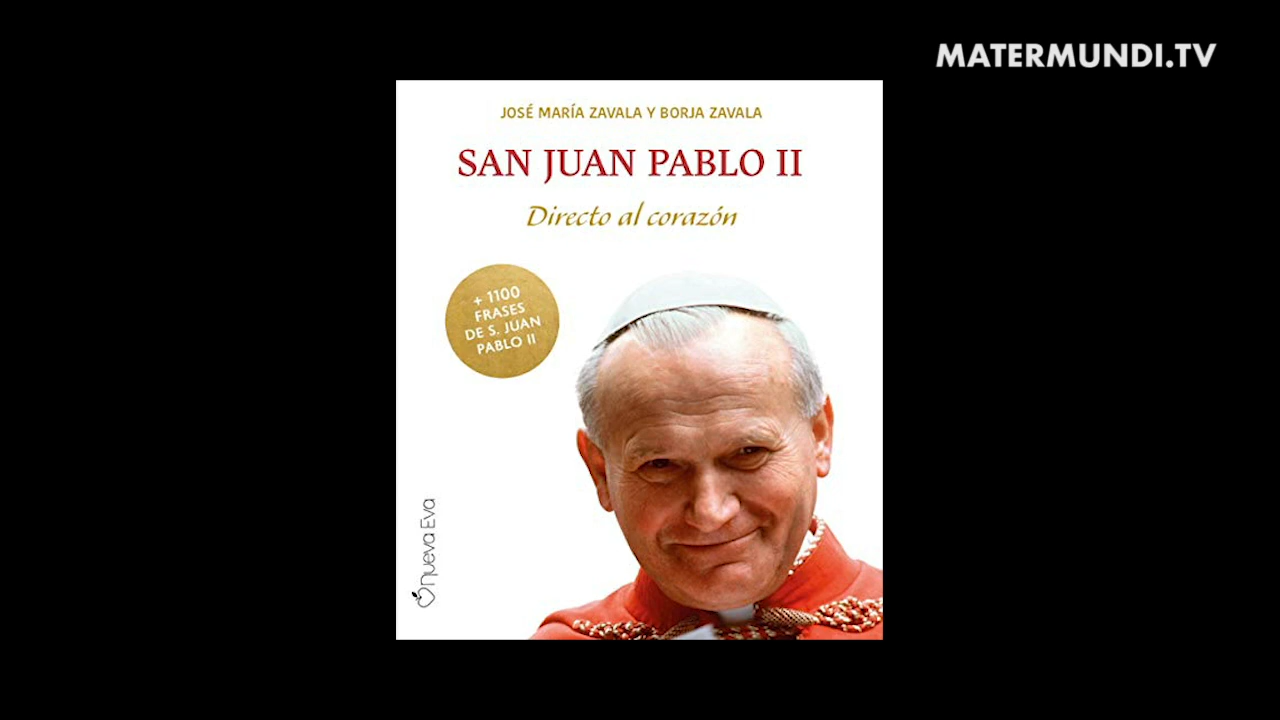 MATERMUNDI.TV
JOSÉ MARÍA ZAVALA Y BORJA ZAVALA
SAN JUAN PABLO II
Directo al corazón
+ 1100
FRASES
DE S. JUAN
PABLO II
nueva Eva